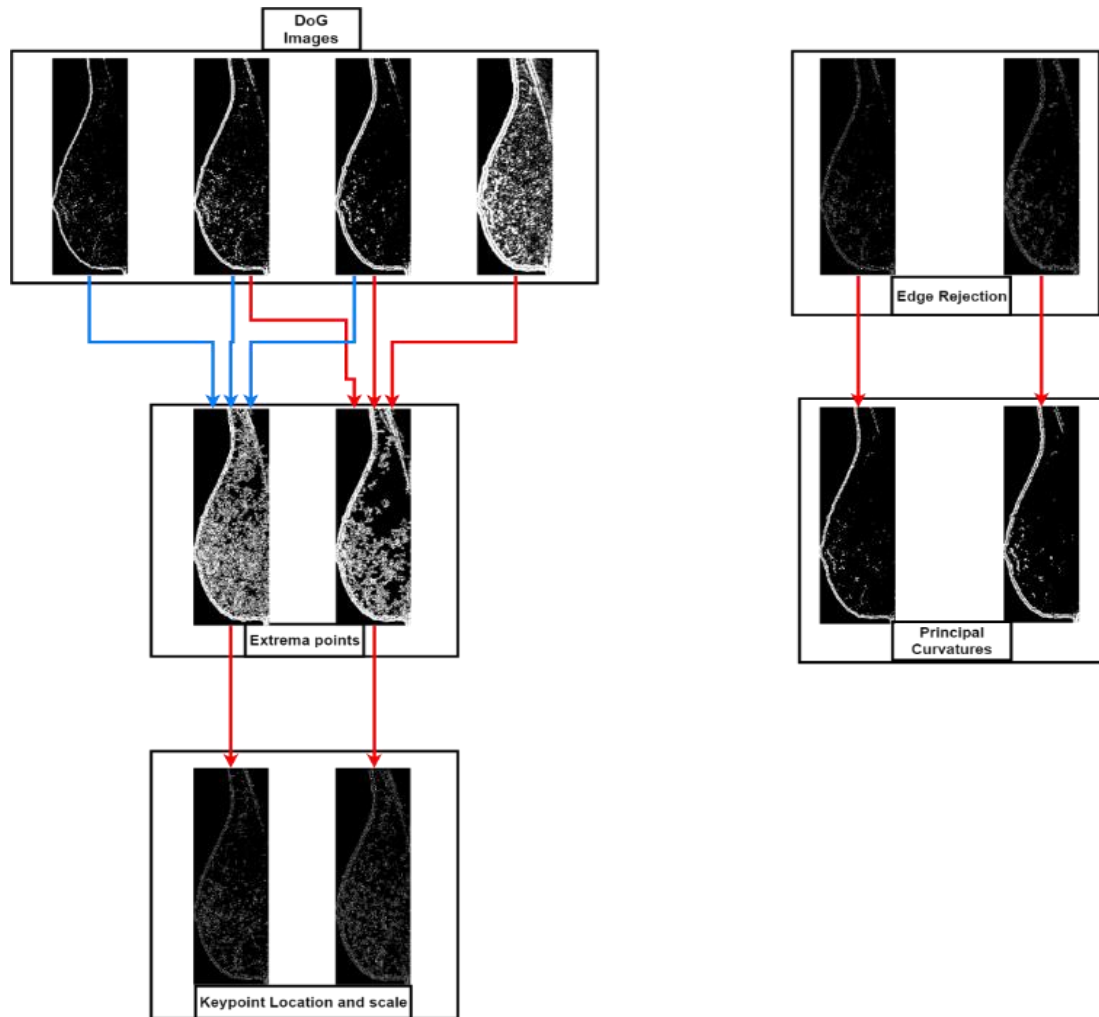 DoG
Images
Edge Rejection
Extrema points
Principal
Curvatures
Keypoint Location and scale